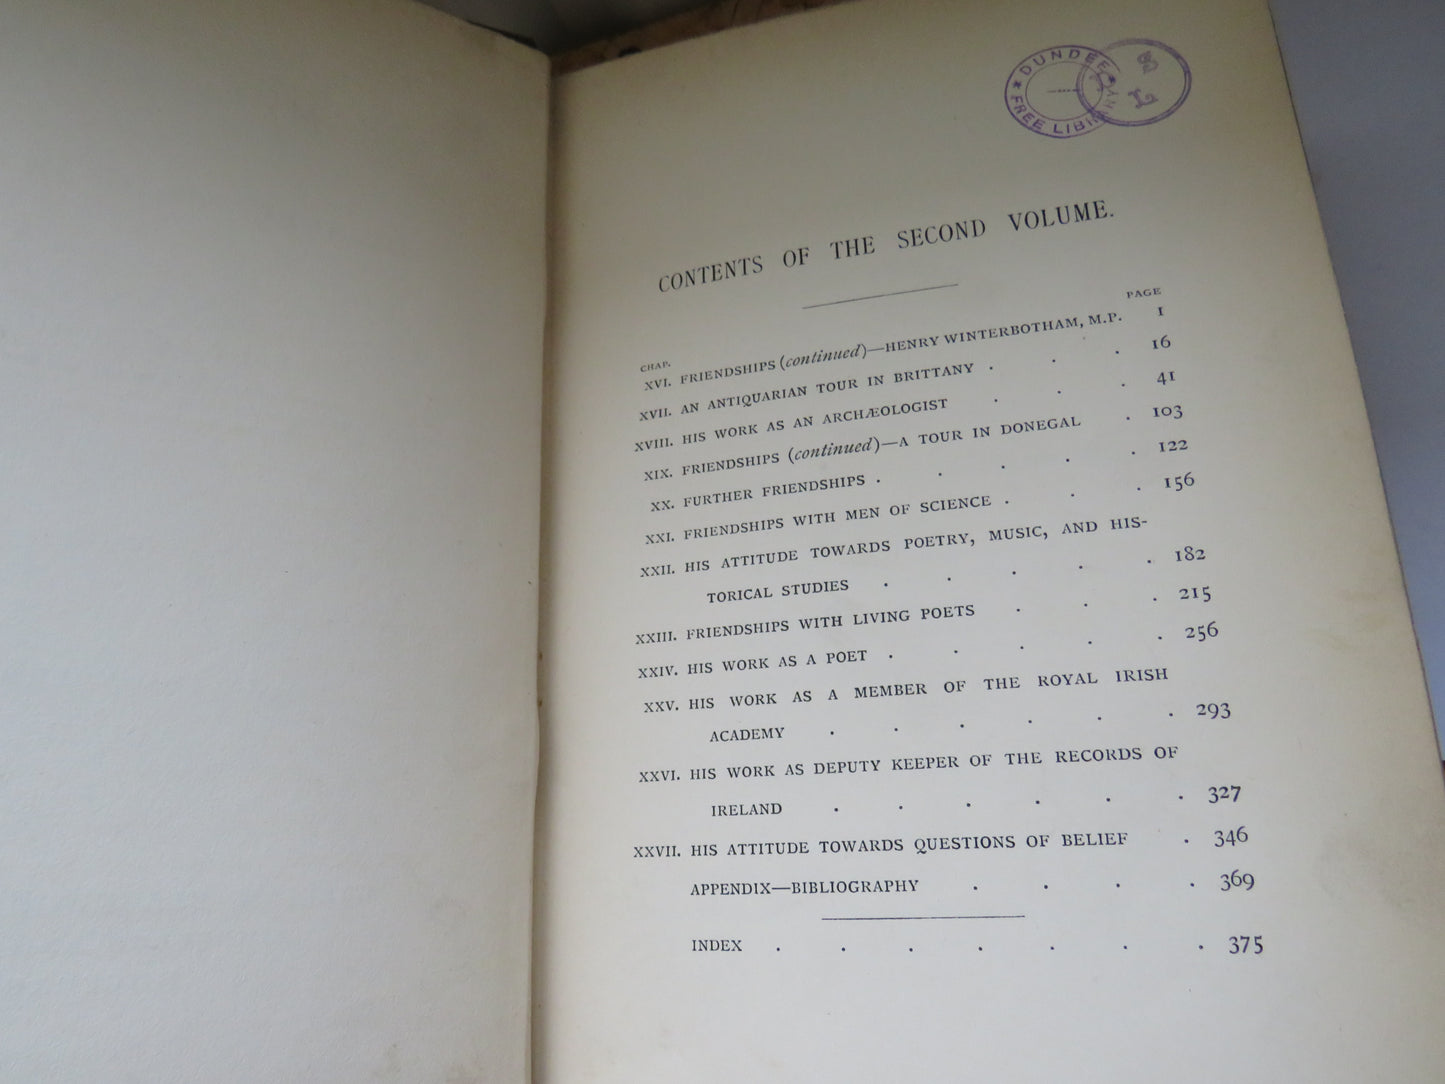 DUNDEE
FREE LIBR
CONTENTS OF THE SECOND VOLUME.
CHAP. PAGE
XVI. FRIENDSHIPS (continued)—HENRY WINTERBOTHAM, M.P. 1
XVII. AN ANTIQUARIAN TOUR IN BRITTANY . . . 16
XVIII. HIS WORK AS AN ARCHÆOLOGIST . . . 41
XIX. FRIENDSHIPS (continued)—A TOUR IN DONEGAL . 103
XX. FURTHER FRIENDSHIPS . . . . . 122
XXI. FRIENDSHIPS WITH MEN OF SCIENCE . . . 156
XXII. HIS ATTITUDE TOWARDS POETRY, MUSIC, AND HIS-
TORICAL STUDIES . . . . . 182
XXIII. FRIENDSHIPS WITH LIVING POETS . . . 215
XXIV. HIS WORK AS A POET . . . . . 256
XXV. HIS WORK AS A MEMBER OF THE ROYAL IRISH
ACADEMY . . . . . . 293
XXVI. HIS WORK AS DEPUTY KEEPER OF THE RECORDS OF
IRELAND . . . . . . 327
XXVII. HIS ATTITUDE TOWARDS QUESTIONS OF BELIEF . 346
APPENDIX—BIBLIOGRAPHY . . . . 369
INDEX . . . . . . . 375